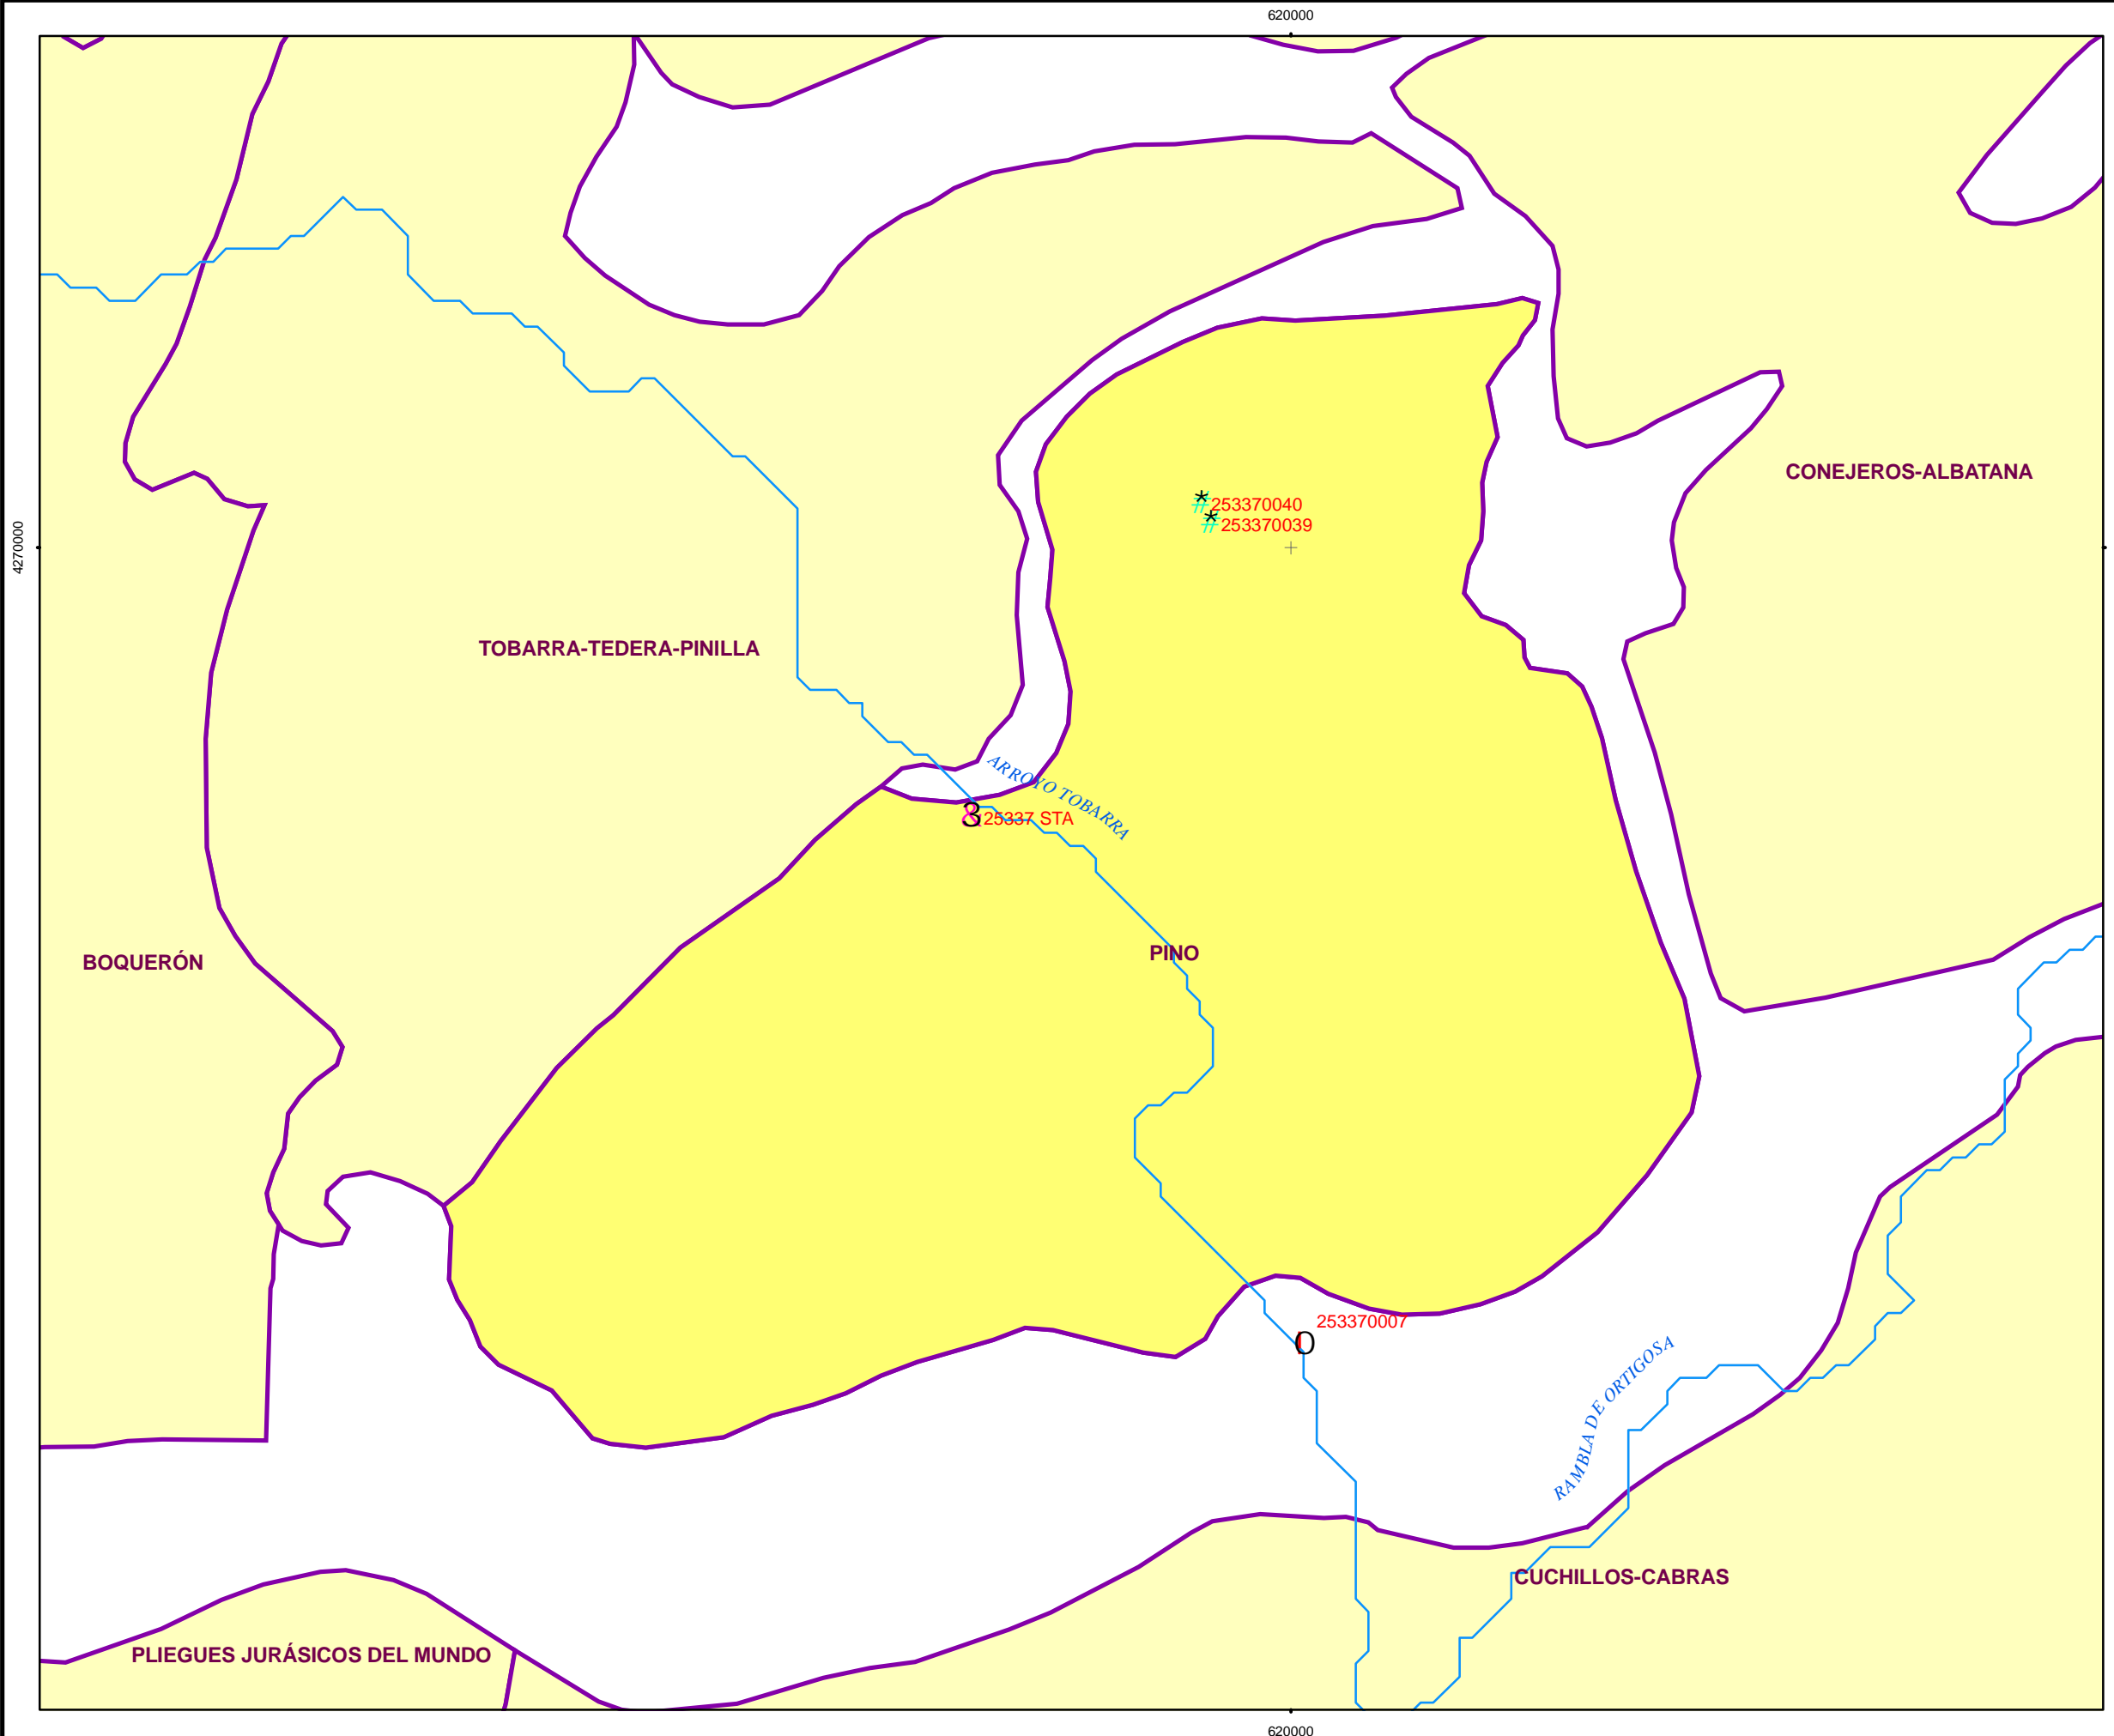 620000
CONEJEROS-ALBATANA
* # 253370040
* # 253370039
4270000
TOBARRA-TEDERA-PINILLA
ARROYO TOBARRA
25337 STA
PINO
BOQUERÓN
253370007
RAMBLA DE ORTIGOSA
CUCHILLOS-CABRAS
PLIEGUES JURÁSICOS DEL MUNDO
620000